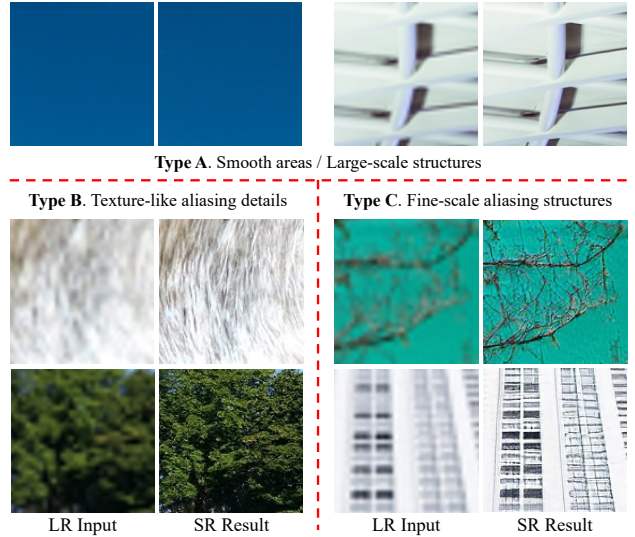 Type A. Smooth areas / Large-scale structures
Type B. Texture-like aliasing details
Type C. Fine-scale aliasing structures
LR Input
SR Result
LR Input
SR Result